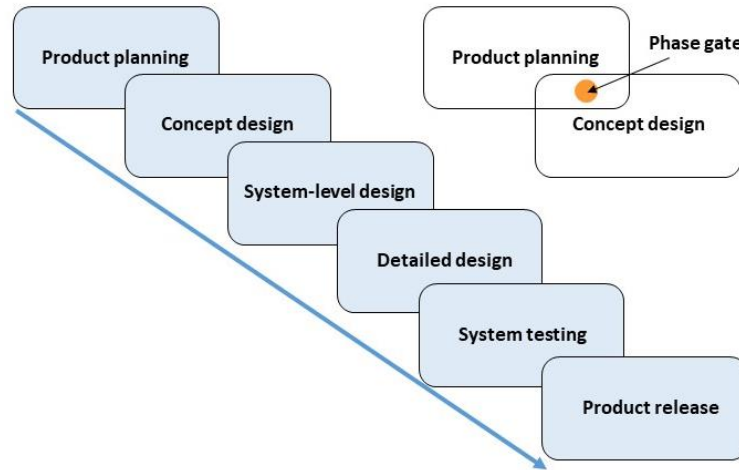 Product planning
Concept design
System-level design
Detailed design
System testing
Product release
Product planning
Phase gate
Concept design